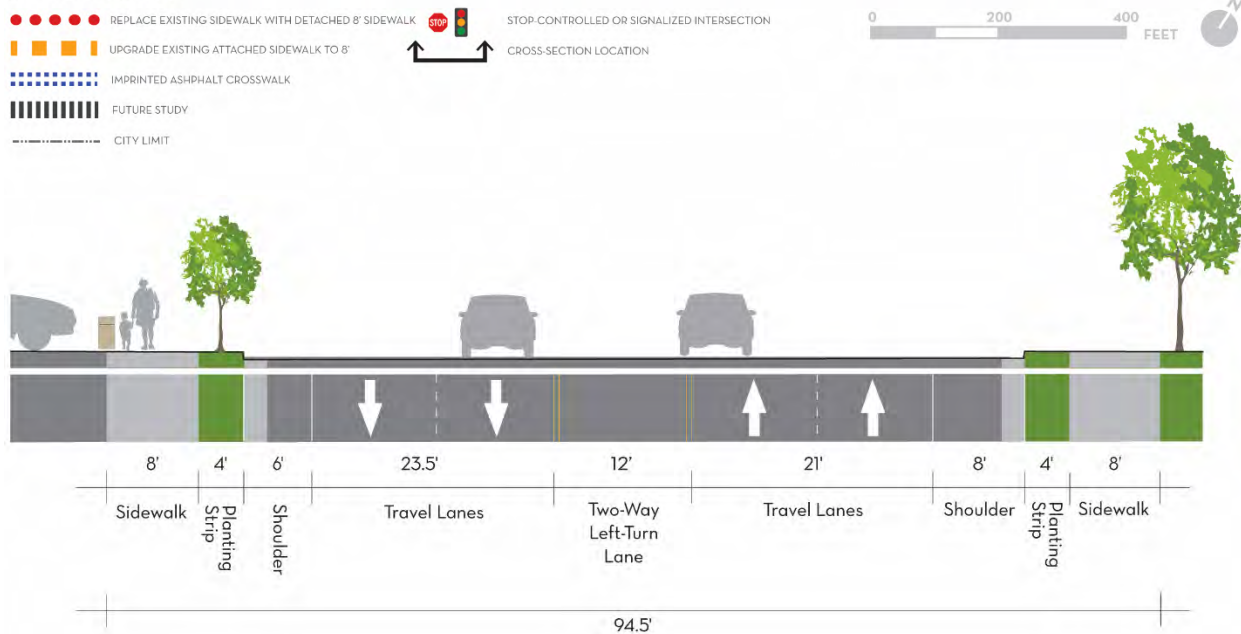 REPLACE EXISTING SIDEWALK WITH DETACHED 8' SIDEWALK
UPGRADE EXISTING ATTACHED SIDEWALK TO 8'
IMPRINTED ASHPHALT CROSSWALK
FUTURE STUDY
CITY LIMIT
STOP
STOP-CONTROLLED OR SIGNALIZED INTERSECTION
CROSS-SECTION LOCATION
0 200 400
FEET
N
8' 4' 6' 23.5' 12' 21' 8' 4' 8'
Sidewalk
Planting
Strip
Shoulder
Travel Lanes
Two-Way
Left-Turn
Lane
Travel Lanes
Shoulder
Planting
Strip
Sidewalk
94.5'